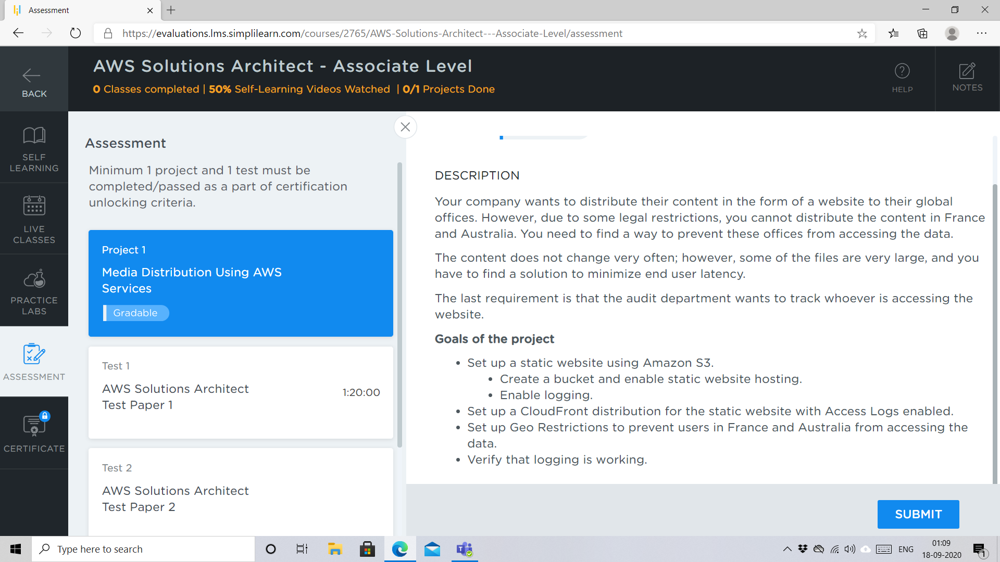 Assessment
https://evaluations.lms.simplilearn.com/courses/2765/AWS-Solutions-Architect---Associate-Level/assessment
BACK
AWS Solutions Architect - Associate Level
0 Classes completed | 50% Self-Learning Videos Watched | 0/1 Projects Done
?
HELP
NOTES
SELF
LEARNING
LIVE
CLASSES
PRACTICE
LABS
ASSESSMENT
CERTIFICATE
Assessment
Minimum 1 project and 1 test must be
completed/passed as a part of certification
unlocking criteria.
Project 1
Media Distribution Using AWS
Services
Gradable
Test 1
AWS Solutions Architect
Test Paper 1
1:20:00
Test 2
AWS Solutions Architect
Test Paper 2
DESCRIPTION
Your company wants to distribute their content in the form of a website to their global
offices. However, due to some legal restrictions, you cannot distribute the content in France
and Australia. You need to find a way to prevent these offices from accessing the data.
The content does not change very often; however, some of the files are very large, and you
have to find a solution to minimize end user latency.
The last requirement is that the audit department wants to track whoever is accessing the
website.
Goals of the project
• Set up a static website using Amazon S3.
• Create a bucket and enable static website hosting.
• Enable logging.
• Set up a CloudFront distribution for the static website with Access Logs enabled.
• Set up Geo Restrictions to prevent users in France and Australia from accessing the
data.
• Verify that logging is working.
SUBMIT
Type here to search
T
ENG
01:09
18-09-2020
1